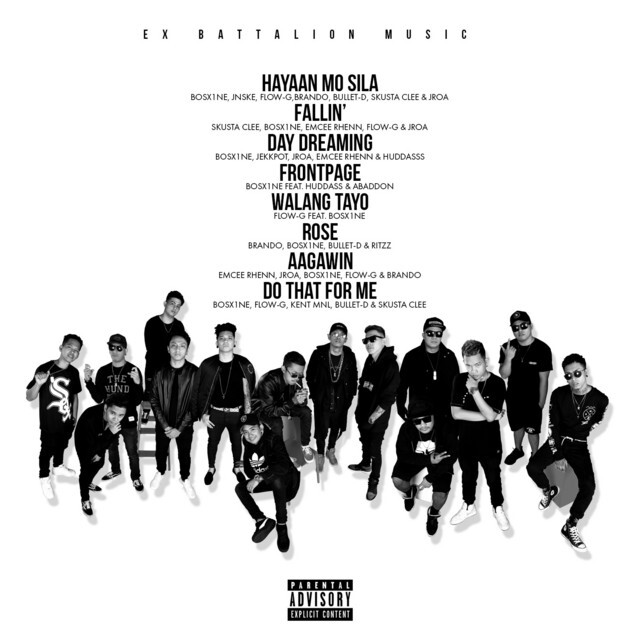 EX BATTALION MUSIC
HAYAAN MO SILA
BOSX1NE, JNSKE, FLOW-G,BRANDO, BULLET-D, SKUSTA CLEE & JROA
FALLIN'
SKUSTA CLEE, BOSX1NE, EMCEE RHENN, FLOW-G & JROA
DAY DREAMING
BOSX1NE, JEKKPOT, JROA, EMCEE RHENN & HUDDASSS
FRONTPAGE
BOSX1NE FEAT. HUDDASS & ABADDON
WALANG TAYO
FLOW-G FEAT. BOSX1NE
ROSE
BRANDO, BOSX1NE, BULLET-D & RITZZ
AAGAWIN
EMCEE RHENN, JROA, BOSX1NE, FLOW-G & BRANDO
DO THAT FOR ME
BOSX1NE, FLOW-G, KENT MNL, BULLET-D & SKUSTA CLEE
THE
HUND
adidas
PARENTAL
ADVISORY
EXPLICIT CONTENT